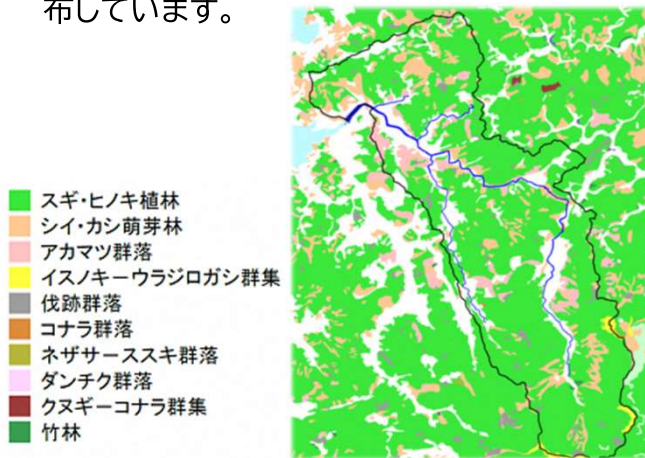 布しています。
スギ・ヒノキ植林
シイ・カシ萌芽林
アカマツ群落
イスノキーウラジロガシ群集
伐跡群落
コナラ群落
ネザサーススキ群落
ダンチク群落
クヌギーコナラ群集
竹林